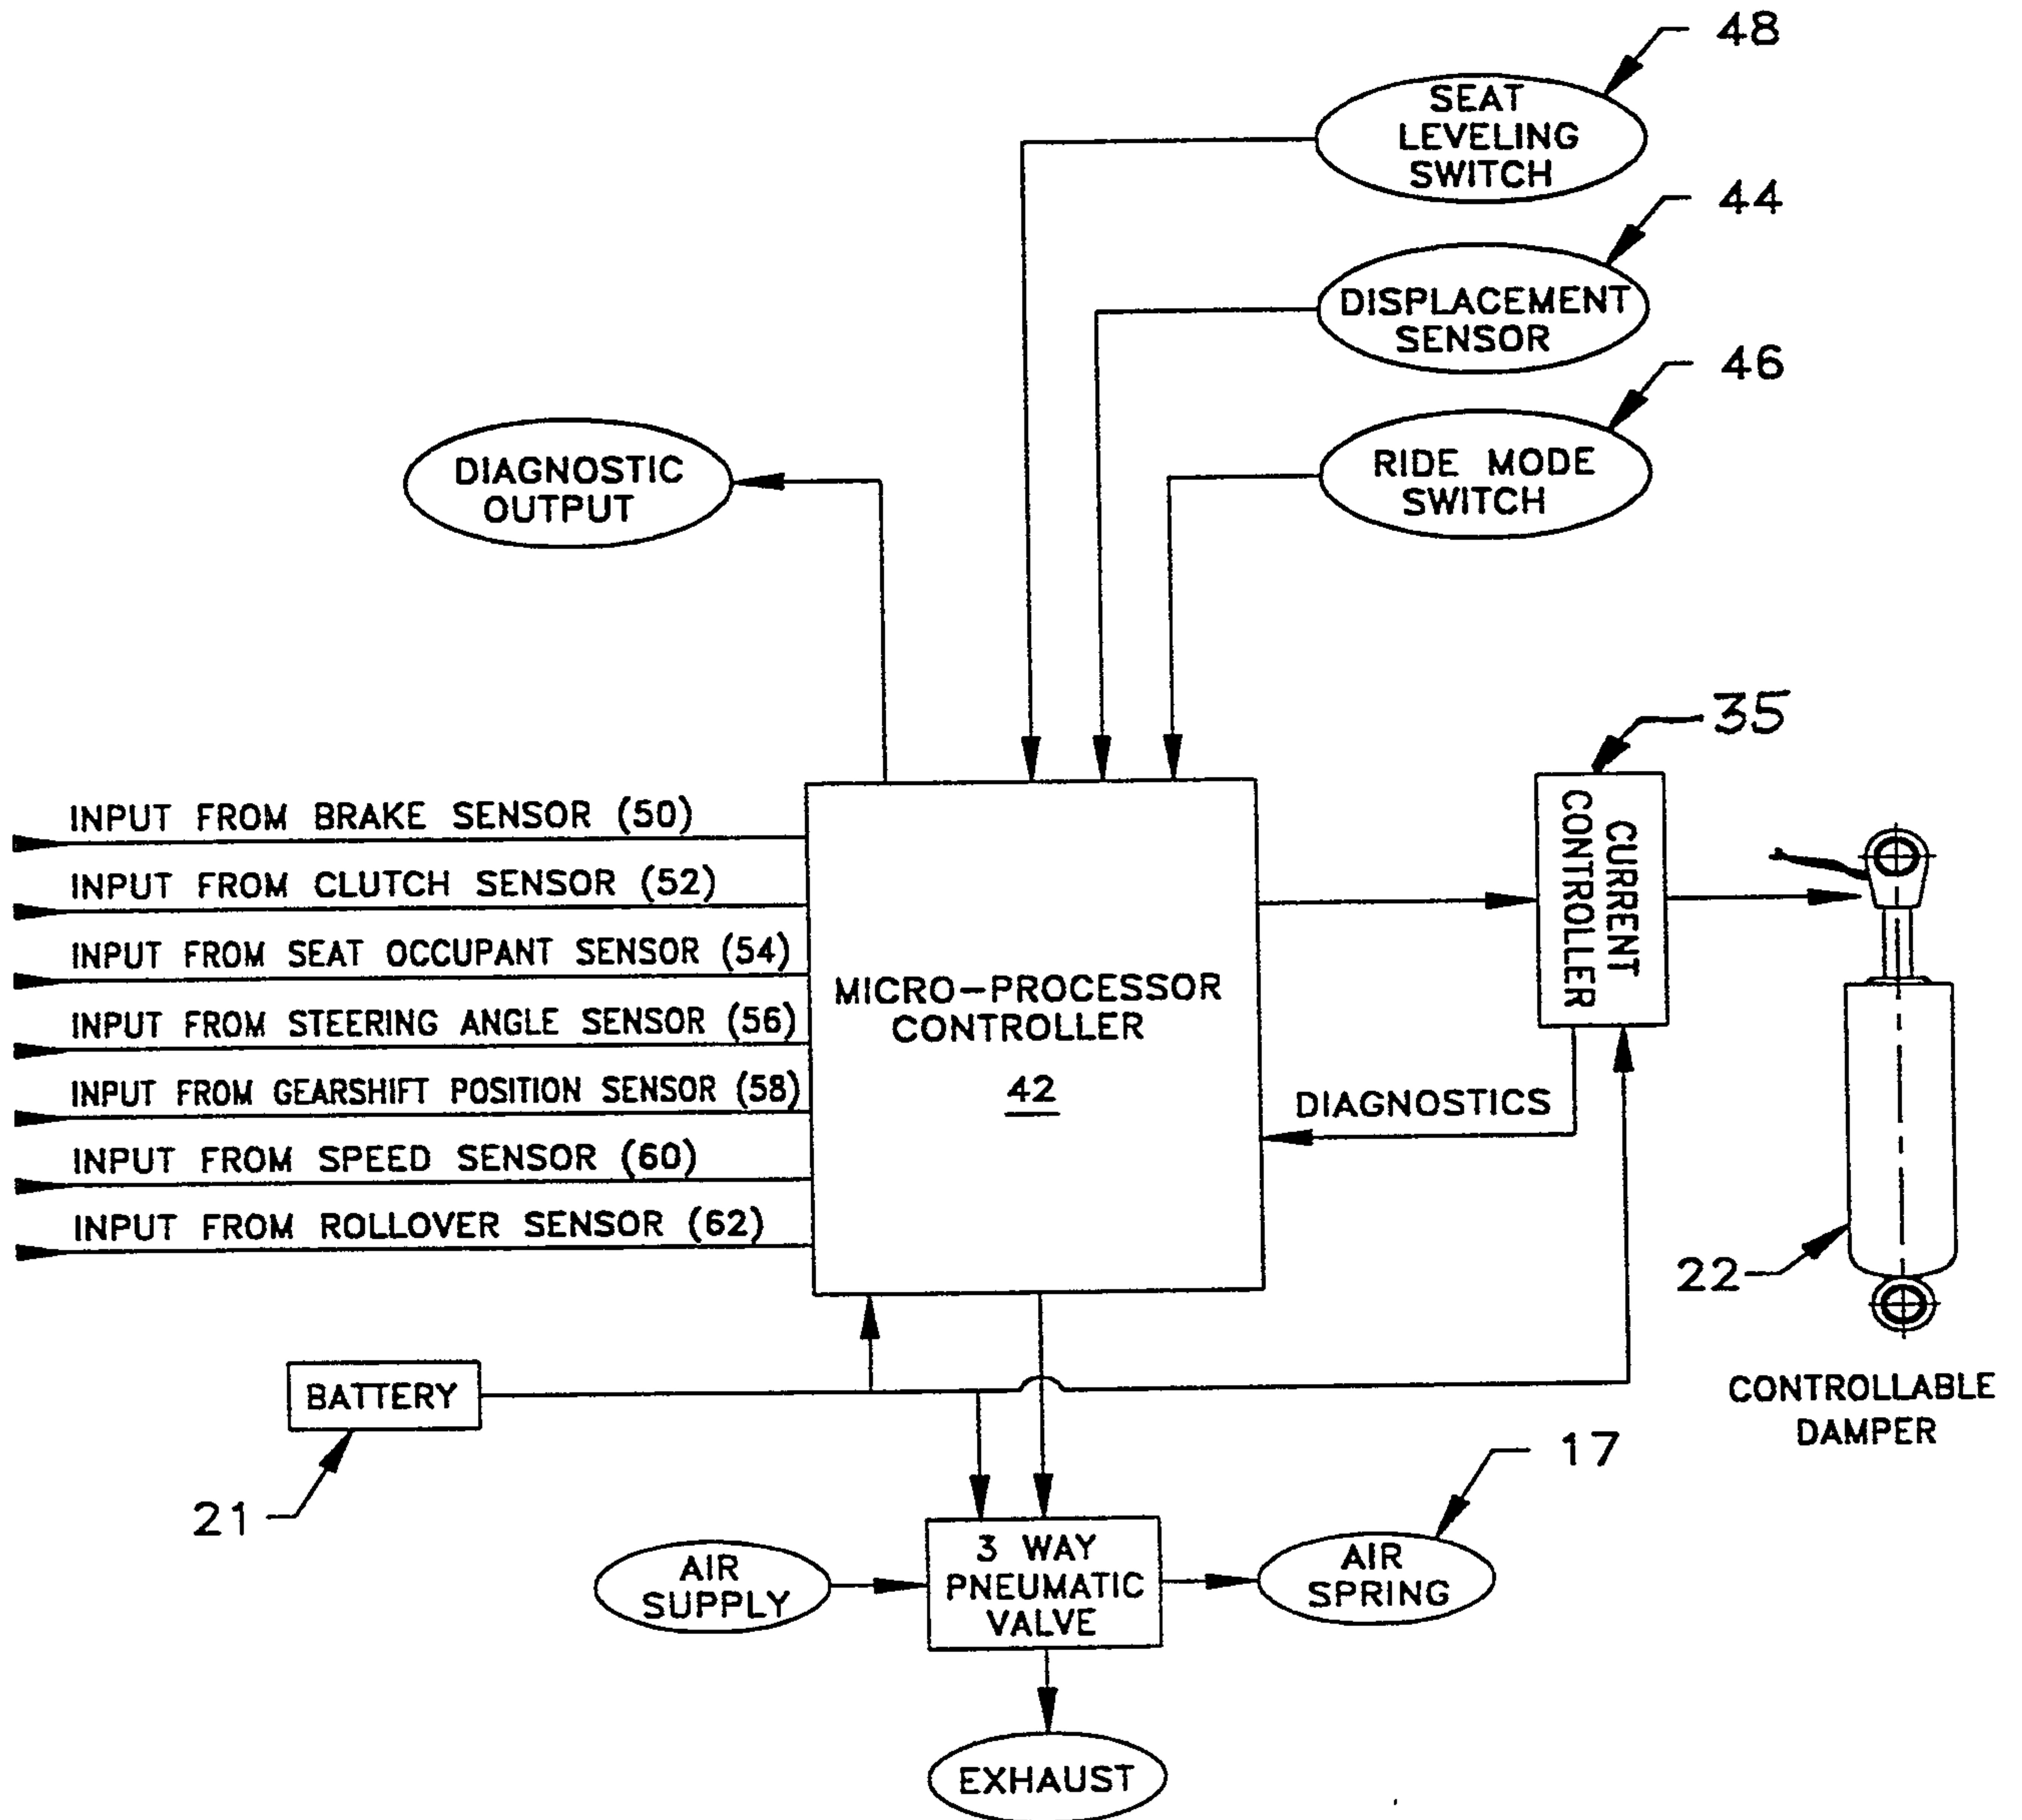 48
SEAT
LEVELING
SWITCH
44
DISPLACEMENT
SENSOR
46
RIDE MODE
SWITCH
DIAGNOSTIC
OUTPUT
35
CURRENT
CONTROLLER
INPUT FROM BRAKE SENSOR (50)
INPUT FROM CLUTCH SENSOR (52)
INPUT FROM SEAT OCCUPANT SENSOR (54)
INPUT FROM STEERING ANGLE SENSOR (56)
INPUT FROM GEARSHIFT POSITION SENSOR (58)
INPUT FROM SPEED SENSOR (60)
INPUT FROM ROLLOVER SENSOR (62)
MICRO-PROCESSOR
CONTROLLER
42
DIAGNOSTICS
22
CONTROLLABLE
DAMPER
BATTERY
21
17
AIR
SUPPLY
3 WAY
PNEUMATIC
VALVE
AIR
SPRING
EXHAUST